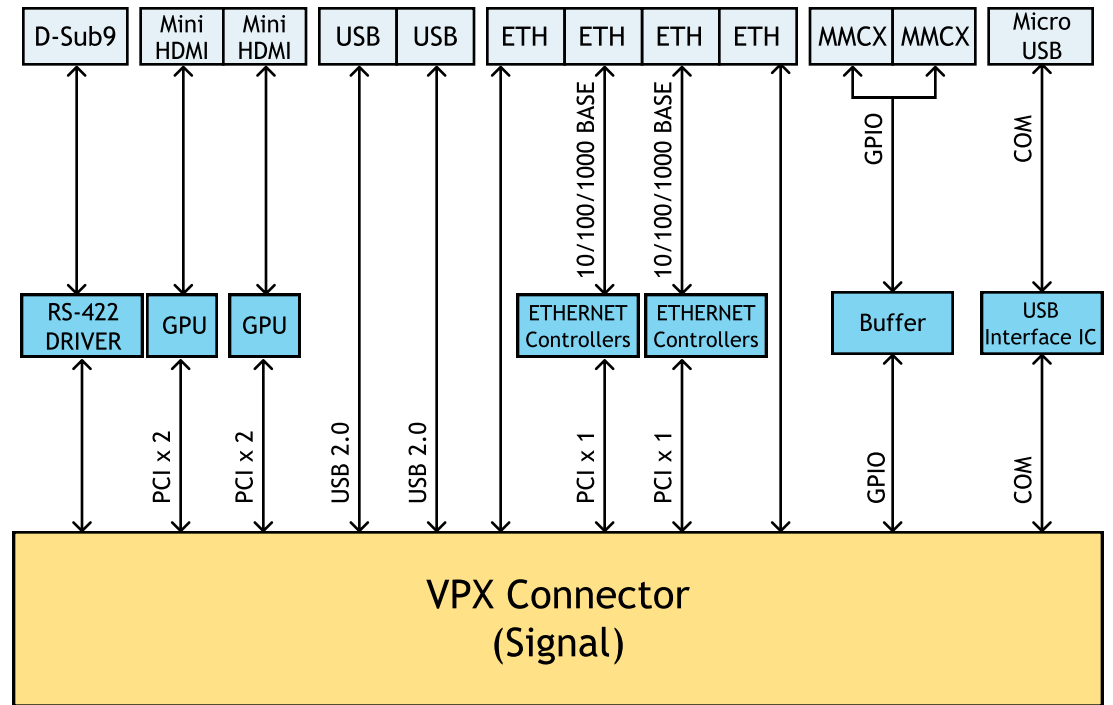 D-Sub9
Mini
HDMI
Mini
HDMI
USB
USB
ETH
ETH
ETH
ETH
MMCX
MMCX
Micro
USB
10/100/1000 BASE
10/100/1000 BASE
GPIO
COM
RS-422
DRIVER
GPU
GPU
ETHERNET
Controllers
ETHERNET
Controllers
Buffer
USB
Interface IC
PCI x 2
PCI x 2
USB 2.0
USB 2.0
PCI x 1
PCI x 1
GPIO
COM
VPX Connector
(Signal)